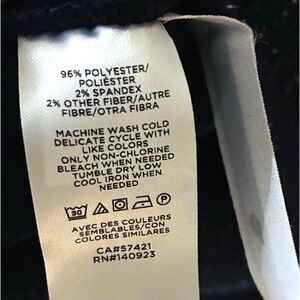 96% POLYESTER/
POLIÉSTER
2% SPANDEX
2% OTHER FIBER/AUTRE
FIBRE/OTRA FIBRA
MACHINE WASH COLD
DELICATE CYCLE WITH
LIKE COLORS
ONLY NON-CHLORINE
BLEACH WHEN NEEDED
TUMBLE DRY LOW
COOL IRON WHEN
NEEDED
30
AVEC DES COULEURS
SEMBLABLES/CON
COLORES SIMILARES
CA#57421
RN#140923